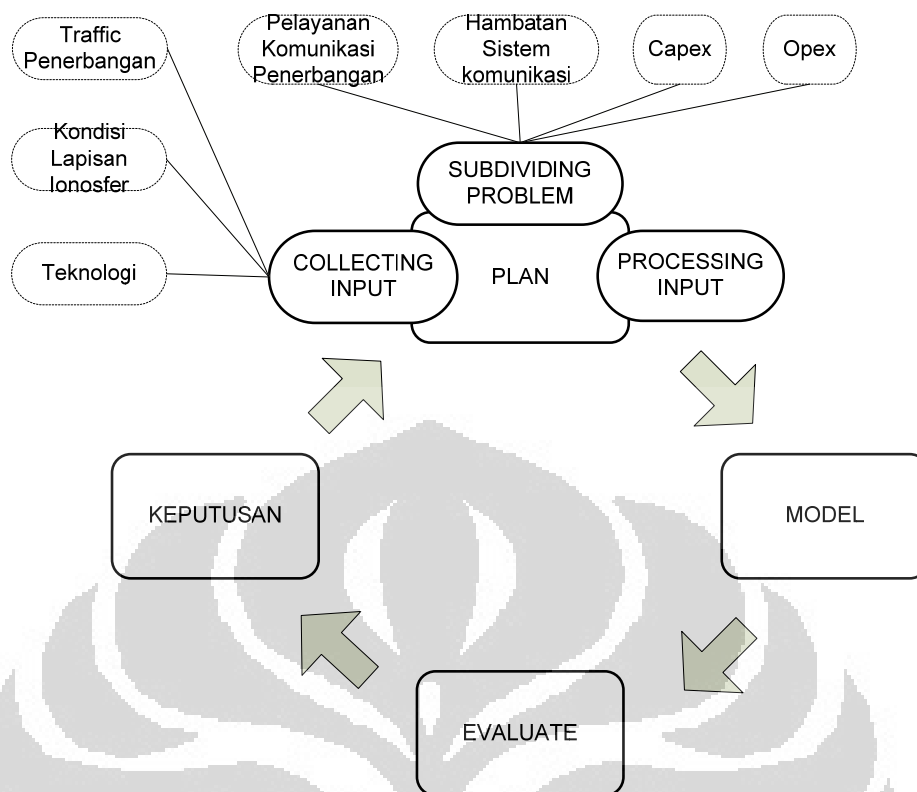 Traffic
Penerbangan
Pelayanan
Komunikasi
Penerbangan
Hambatan
Sistem
komunikasi
Capex
Opex
Kondisi
Lapisan
Ionosfer
SUBDIVIDING
PROBLEM
Teknologi
COLLECTING
INPUT
PLAN
PROCESSING
INPUT
KEPUTUSAN
MODEL
EVALUATE